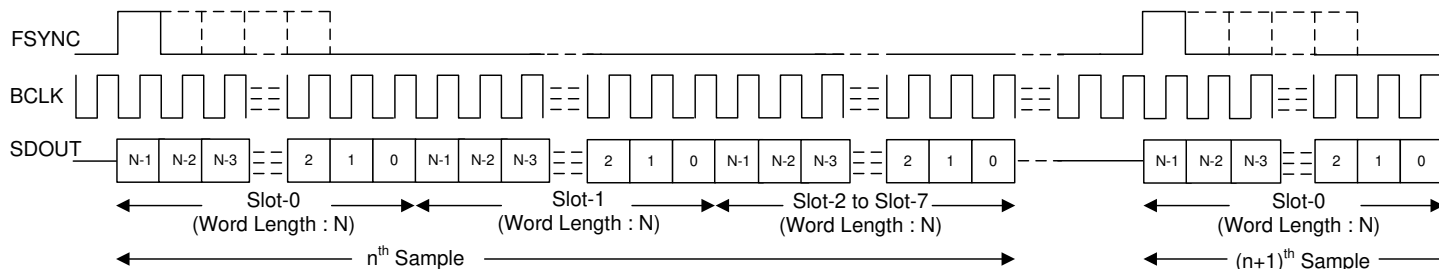 FSYNC
BCLK
SDOUT
N-1 N-2 N-3 2 1 0 N-1 N-2 N-3 2 1 0 N-1 N-2 N-3 2 1 0 N-1 N-2 N-3 2 1 0
Slot-0 Slot-1 Slot-2 to Slot-7 Slot-0
(Word Length : N) (Word Length : N) (Word Length : N) (Word Length : N)
nth Sample (n+1)th Sample